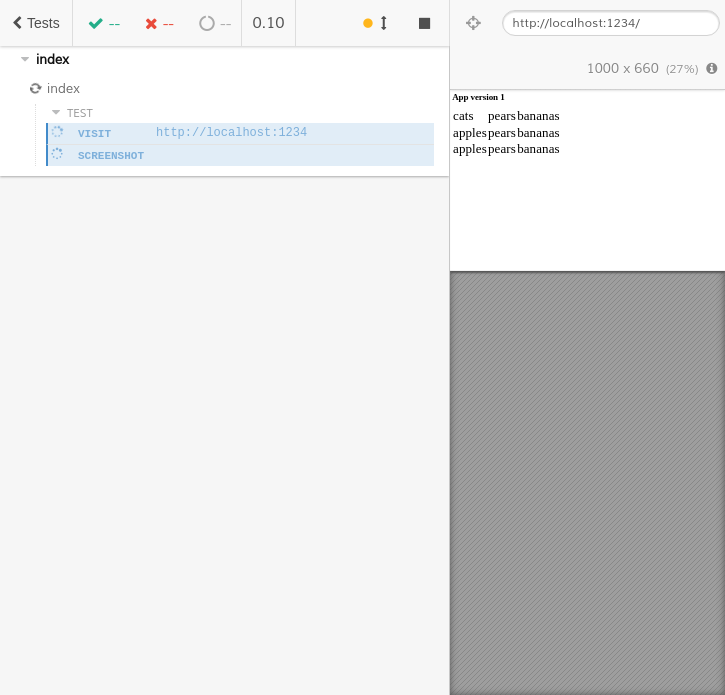 Tests -- -- -- 0.10
http://localhost:1234/
1000 x 660 (27%)
index
index
TEST
VISIT http://localhost:1234
SCREENSHOT
App version 1
cats pears bananas
apples pears bananas
apples pears bananas